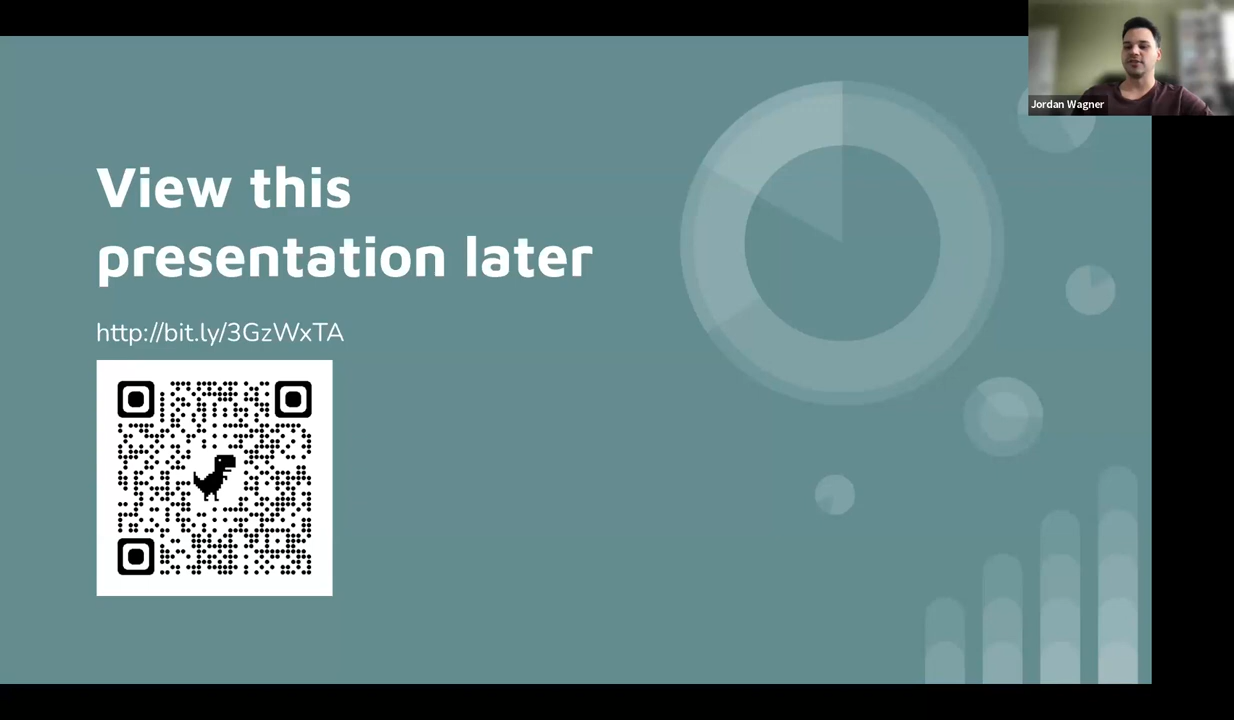 Jordan Wagner
View this
presentation later
http://bit.ly/3GzWxTA